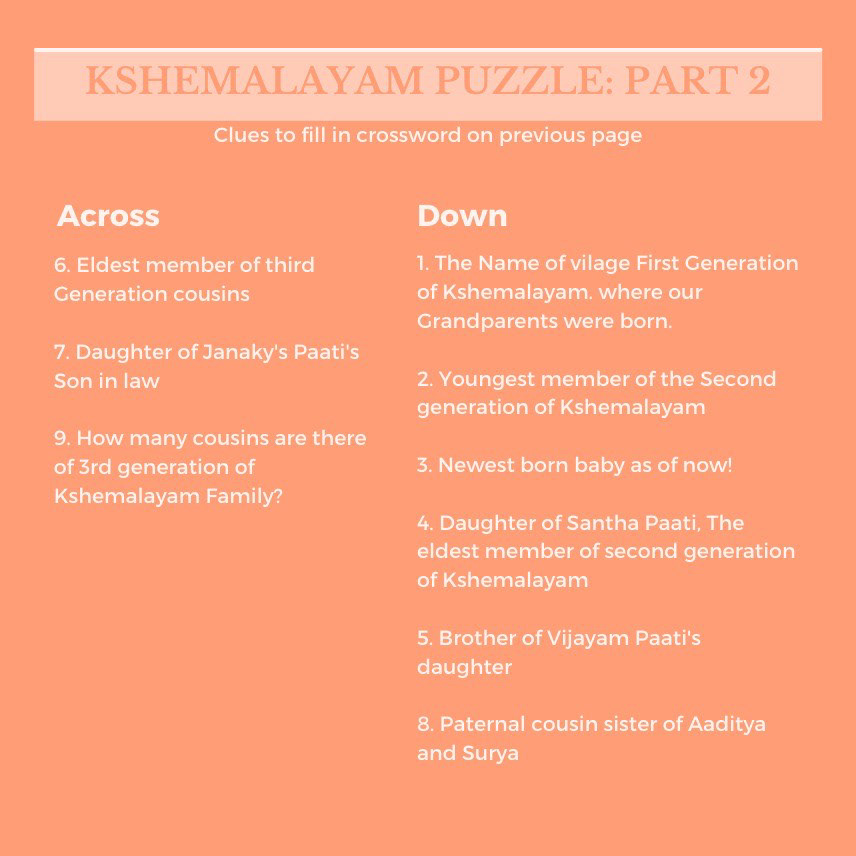 KSHEMALAYAM PUZZLE: PART 2
Clues to fill in crossword on previous page
Across
6. Eldest member of third
Generation cousins
7. Daughter of Janaky's Paati's
Son in law
9. How many cousins are there
of 3rd generation of
Kshemalayam Family?
Down
1. The Name of vilage First Generation
of Kshemalayam. where our
Grandparents were born.
2. Youngest member of the Second
generation of Kshemalayam
3. Newest born baby as of now!
4. Daughter of Santha Paati, The
eldest member of second generation
of Kshemalayam
5. Brother of Vijayam Paati's
daughter
8. Paternal cousin sister of Aaditya
and Surya